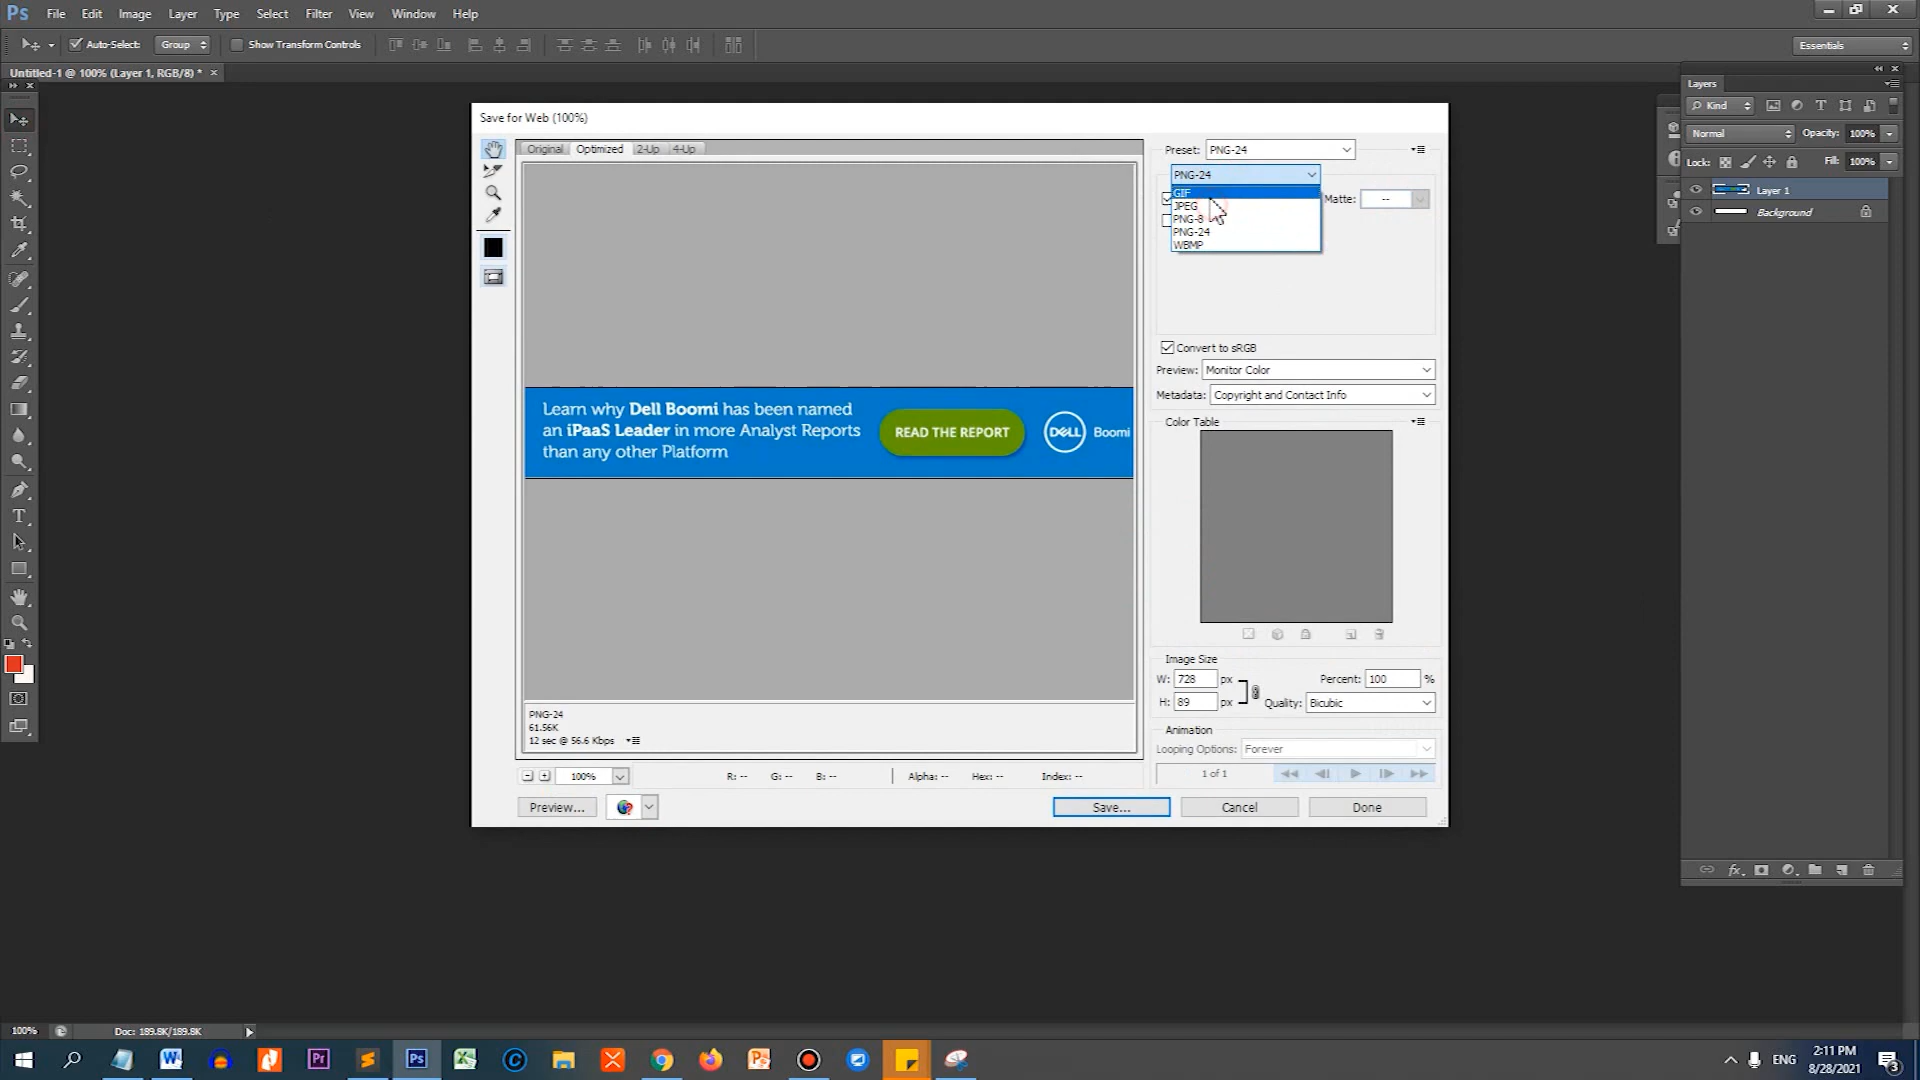 Ps File Edit Image Layer Type Select Filter View Window Help
Auto-Select: Group Show Transform Controls Essentials
Untitled-1 @ 100% (Layer 1, RGB/8) *
Save for Web (100%)
Original Optimized 2-Up 4-Up
Preset: PNG-24
PNG-24
GIF
JPEG
PNG-8
PNG-24
WBMP
Matte: --
Convert to sRGB
Preview: Monitor Color
Metadata: Copyright and Contact Info
Color Table
Learn why Dell Boomi has been named
an iPaaS Leader in more Analyst Reports
than any other Platform
READ THE REPORT
DELL Boomi
Image Size
W: 728 px Percent: 100 %
H: 89 px Quality: Bicubic
PNG-24
61.56K
12 sec @ 56.6 Kbps
Animation
Looping Options: Forever
1 of 1
100% R: -- G: -- B: -- Alpha: -- Hex: -- Index: --
Preview... Save... Cancel Done
Layers
Kind
Normal Opacity: 100%
Lock: Fill: 100%
Layer 1
Background
fx
100% Doc: 189.8K/189.8K
ENG 2:11 PM
8/28/2021
3